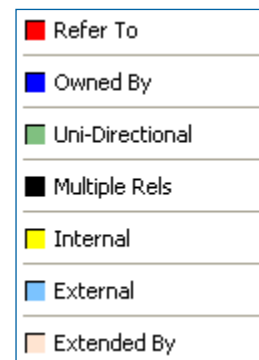 Refer To
Owned By
Uni-Directional
Multiple Rels
Internal
External
Extended By